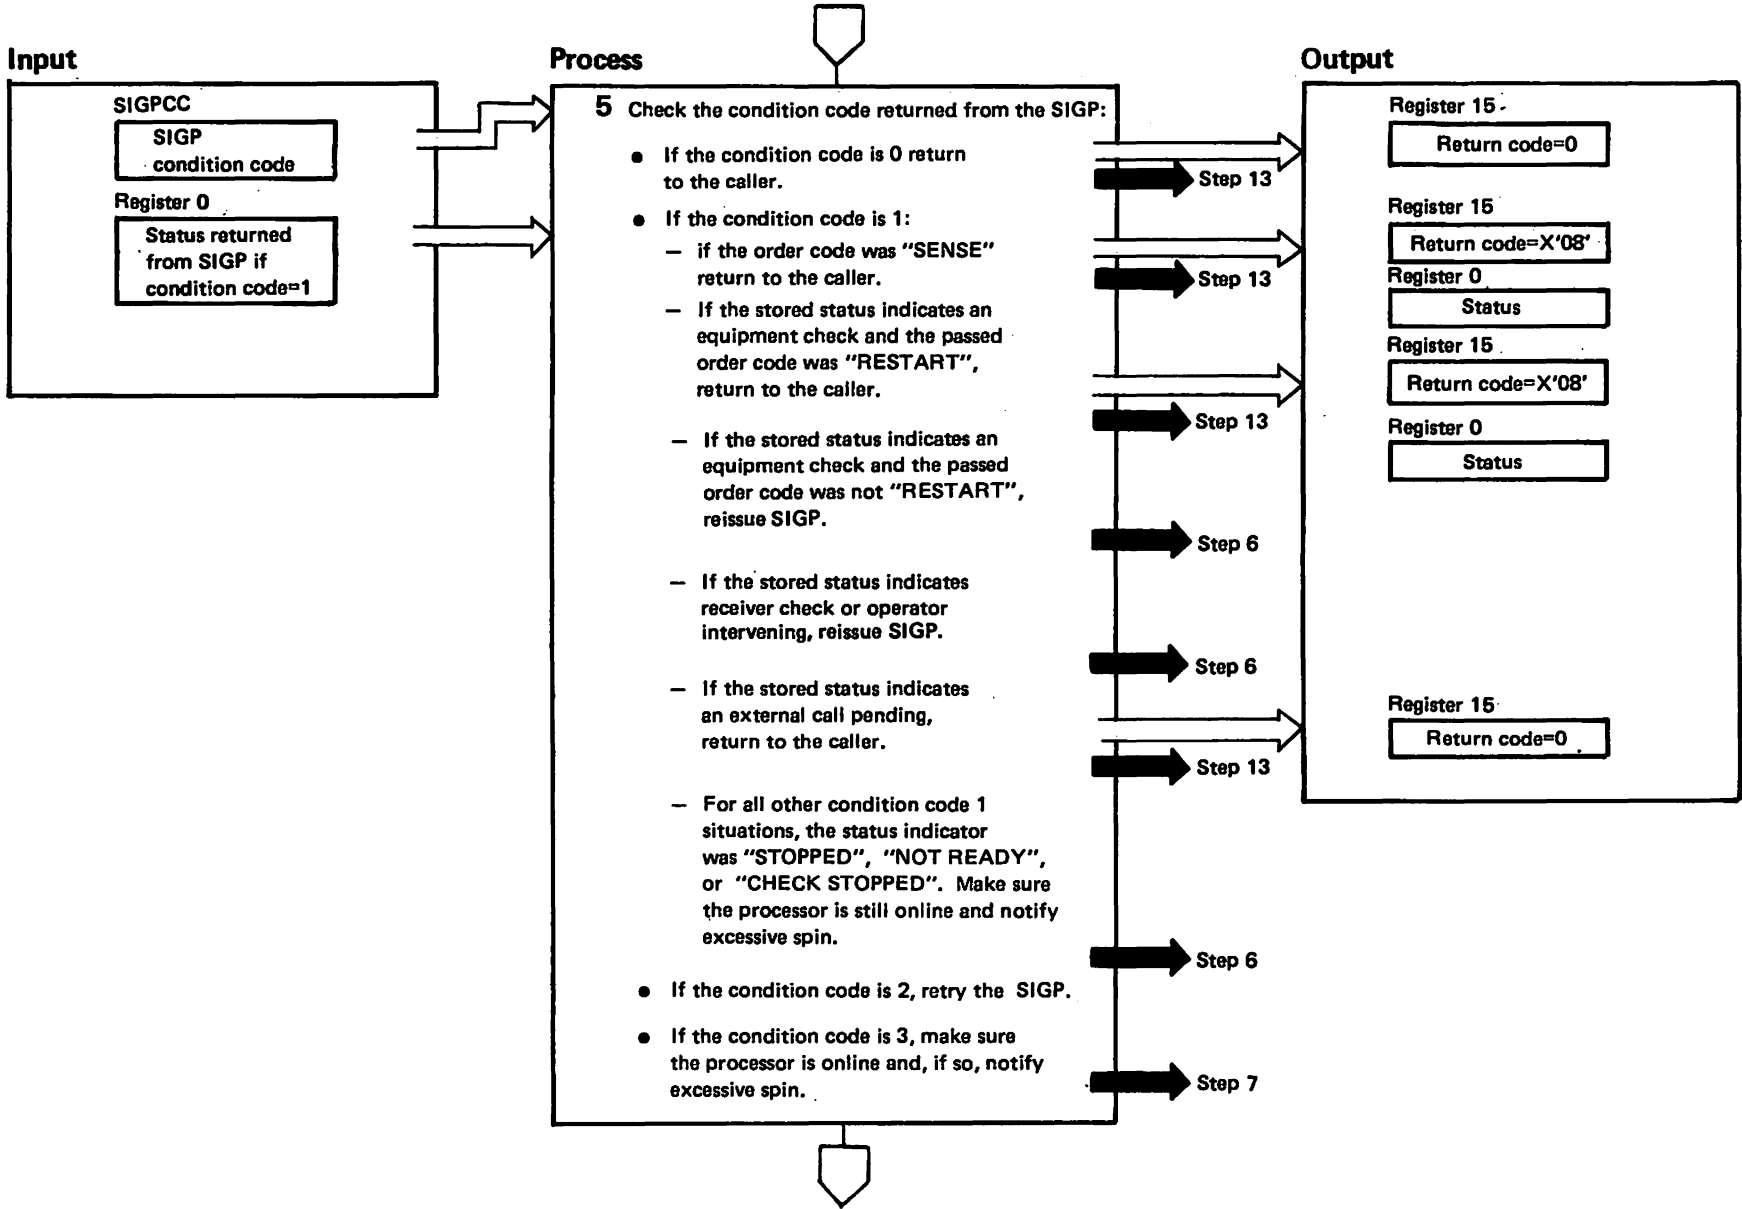 Input
SIGPCC
SIGP
condition code
Register 0
Status returned
from SIGP if
condition code=1
Process
5 Check the condition code returned from the SIGP:
● If the condition code is 0 return
to the caller.
Step 13
● If the condition code is 1:
— if the order code was "SENSE"
return to the caller.
Step 13
— If the stored status indicates an
equipment check and the passed
order code was "RESTART",
return to the caller.
Step 13
— If the stored status indicates an
equipment check and the passed
order code was not "RESTART",
reissue SIGP.
Step 6
— If the stored status indicates
receiver check or operator
intervening, reissue SIGP.
Step 6
— If the stored status indicates
an external call pending,
return to the caller.
Step 13
— For all other condition code 1
situations, the status indicator
was "STOPPED", "NOT READY",
or "CHECK STOPPED". Make sure
the processor is still online and notify
excessive spin.
Step 6
● If the condition code is 2, retry the SIGP.
● If the condition code is 3, make sure
the processor is online and, if so, notify
excessive spin.
Step 7
Output
Register 15
Return code=0
Register 15
Return code=X'08'
Register 0
Status
Register 15
Return code=X'08'
Register 0
Status
Register 15
Return code=0